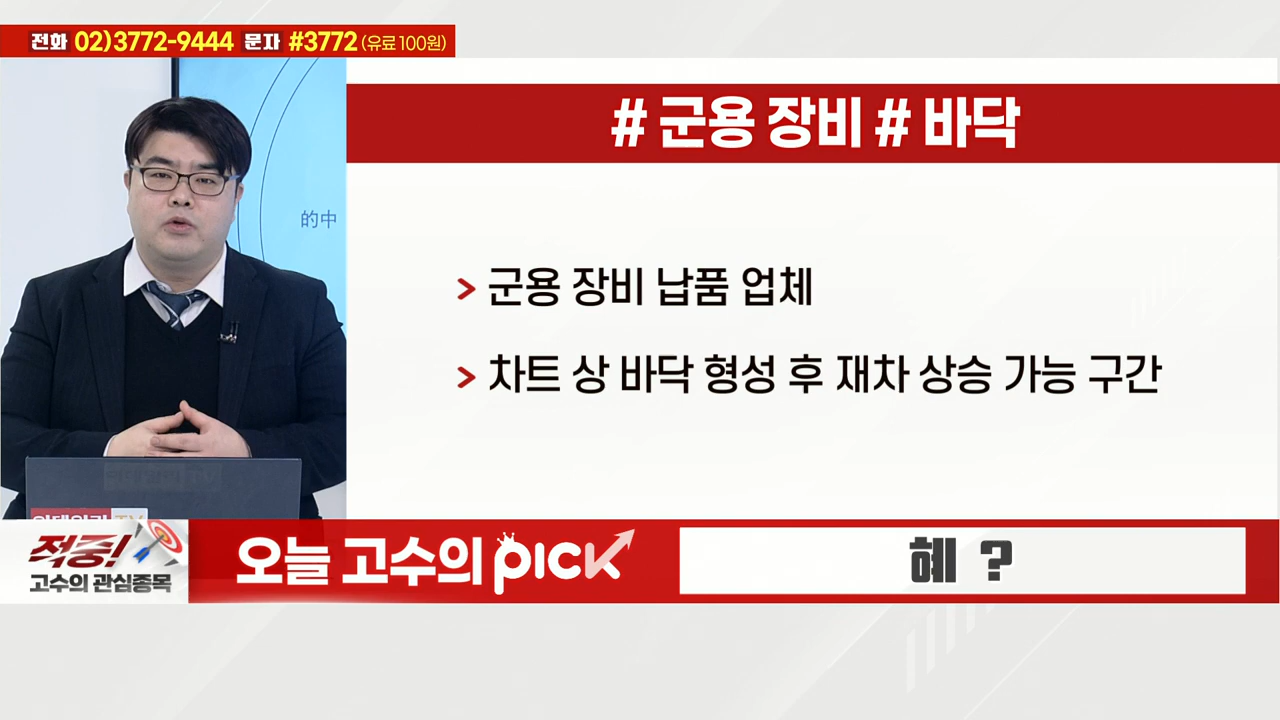 전화 02)3772-9444 문자 #3772 (유료 100원)
# 군용 장비 # 바닥
的中
> 군용 장비 납품 업체
> 차트 상 바닥 형성 후 재차 상승 가능 구간
적중!
고수의 관심종목
오늘 고수의 PICK
혜 ?